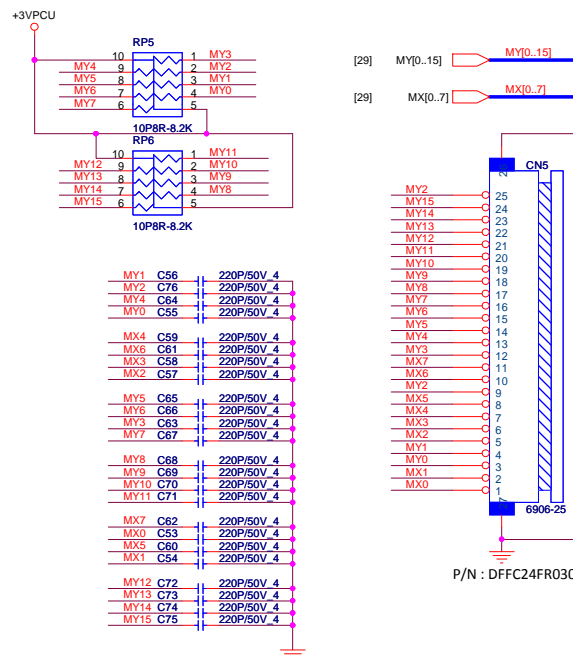 +3VPCU
RP5
10 1 MY3
MY4 9 2 MY2
MY5 8 3 MY1
MY6 7 4 MY0
MY7 6 5
10P8R-8.2K
RP6
10 1 MY11
MY12 9 2 MY10
MY13 8 3 MY9
MY14 7 4 MY8
MY15 6 5
10P8R-8.2K
[29] MY[0..15] MY[0..15]
[29] MX[0..7] MX[0..7]
MY1 C56 220P/50V_4
MY2 C76 220P/50V_4
MY4 C64 220P/50V_4
MY0 C55 220P/50V_4
MX4 C59 220P/50V_4
MX6 C61 220P/50V_4
MX3 C58 220P/50V_4
MX2 C57 220P/50V_4
MY5 C65 220P/50V_4
MY6 C66 220P/50V_4
MY3 C63 220P/50V_4
MY7 C67 220P/50V_4
MY8 C68 220P/50V_4
MY9 C69 220P/50V_4
MY10 C70 220P/50V_4
MY11 C71 220P/50V_4
MX7 C62 220P/50V_4
MX0 C53 220P/50V_4
MX5 C60 220P/50V_4
MX1 C54 220P/50V_4
MY12 C72 220P/50V_4
MY13 C73 220P/50V_4
MY14 C74 220P/50V_4
MY15 C75 220P/50V_4
CN5
MY2 25
MY15 24
MY14 23
MY13 22
MY12 21
MY11 20
MY10 19
MY9 18
MY8 17
MY7 16
MY6 15
MY5 14
MY4 13
MY3 12
MX7 11
MX6 10
MY2 9
MX5 8
MX4 7
MX3 6
MX2 5
MY1 4
MY0 3
MX1 2
MX0 1
6906-25
P/N : DFFC24FR030